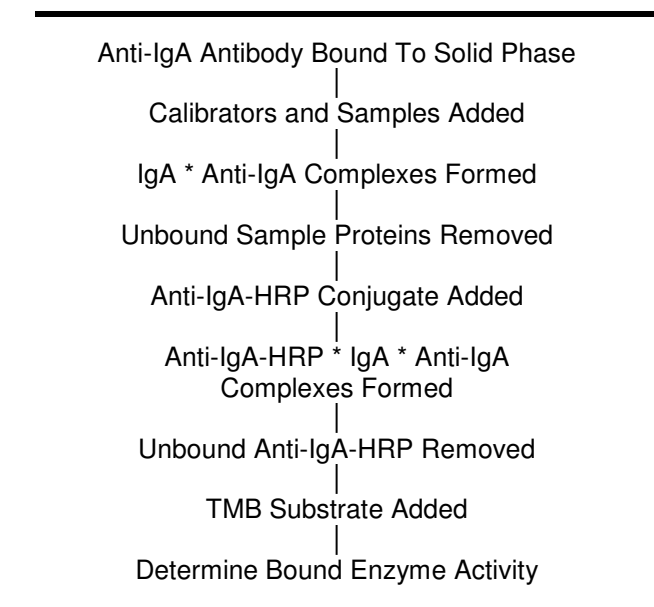 Anti-IgA Antibody Bound To Solid Phase
Calibrators and Samples Added
IgA * Anti-IgA Complexes Formed
Unbound Sample Proteins Removed
Anti-IgA-HRP Conjugate Added
Anti-IgA-HRP * IgA * Anti-IgA
Complexes Formed
Unbound Anti-IgA-HRP Removed
TMB Substrate Added
Determine Bound Enzyme Activity